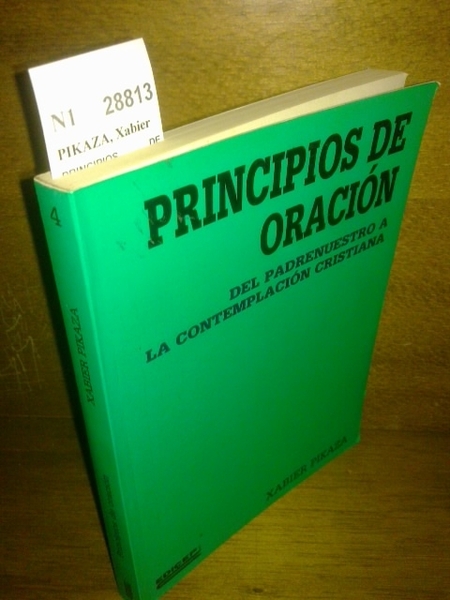 N1 28813
PIKAZA, Xabier
PRINCIPIOS DE
PRINCIPIOS DE
ORACIÓN
DEL PADRENUESTRO A
LA CONTEMPLACIÓN CRISTIANA
XABIER PIKAZA
EDICEP
4
XABIER PIKAZA